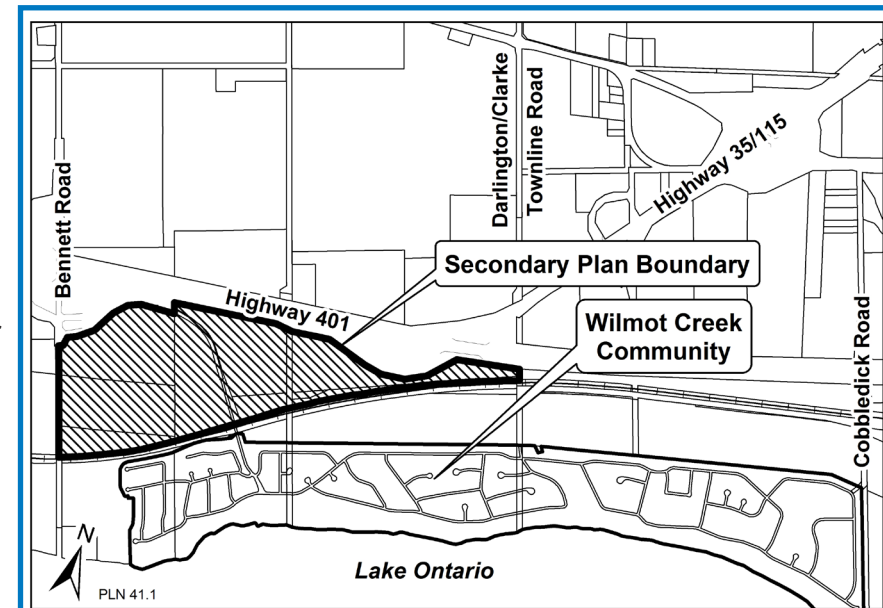 Darlington/Clarke
Townline Road
Highway 35/115
Bennett Road
Secondary Plan Boundary
Highway 401
Wilmot Creek
Community
Cobbledick Road
Lake Ontario
N
PLN 41.1